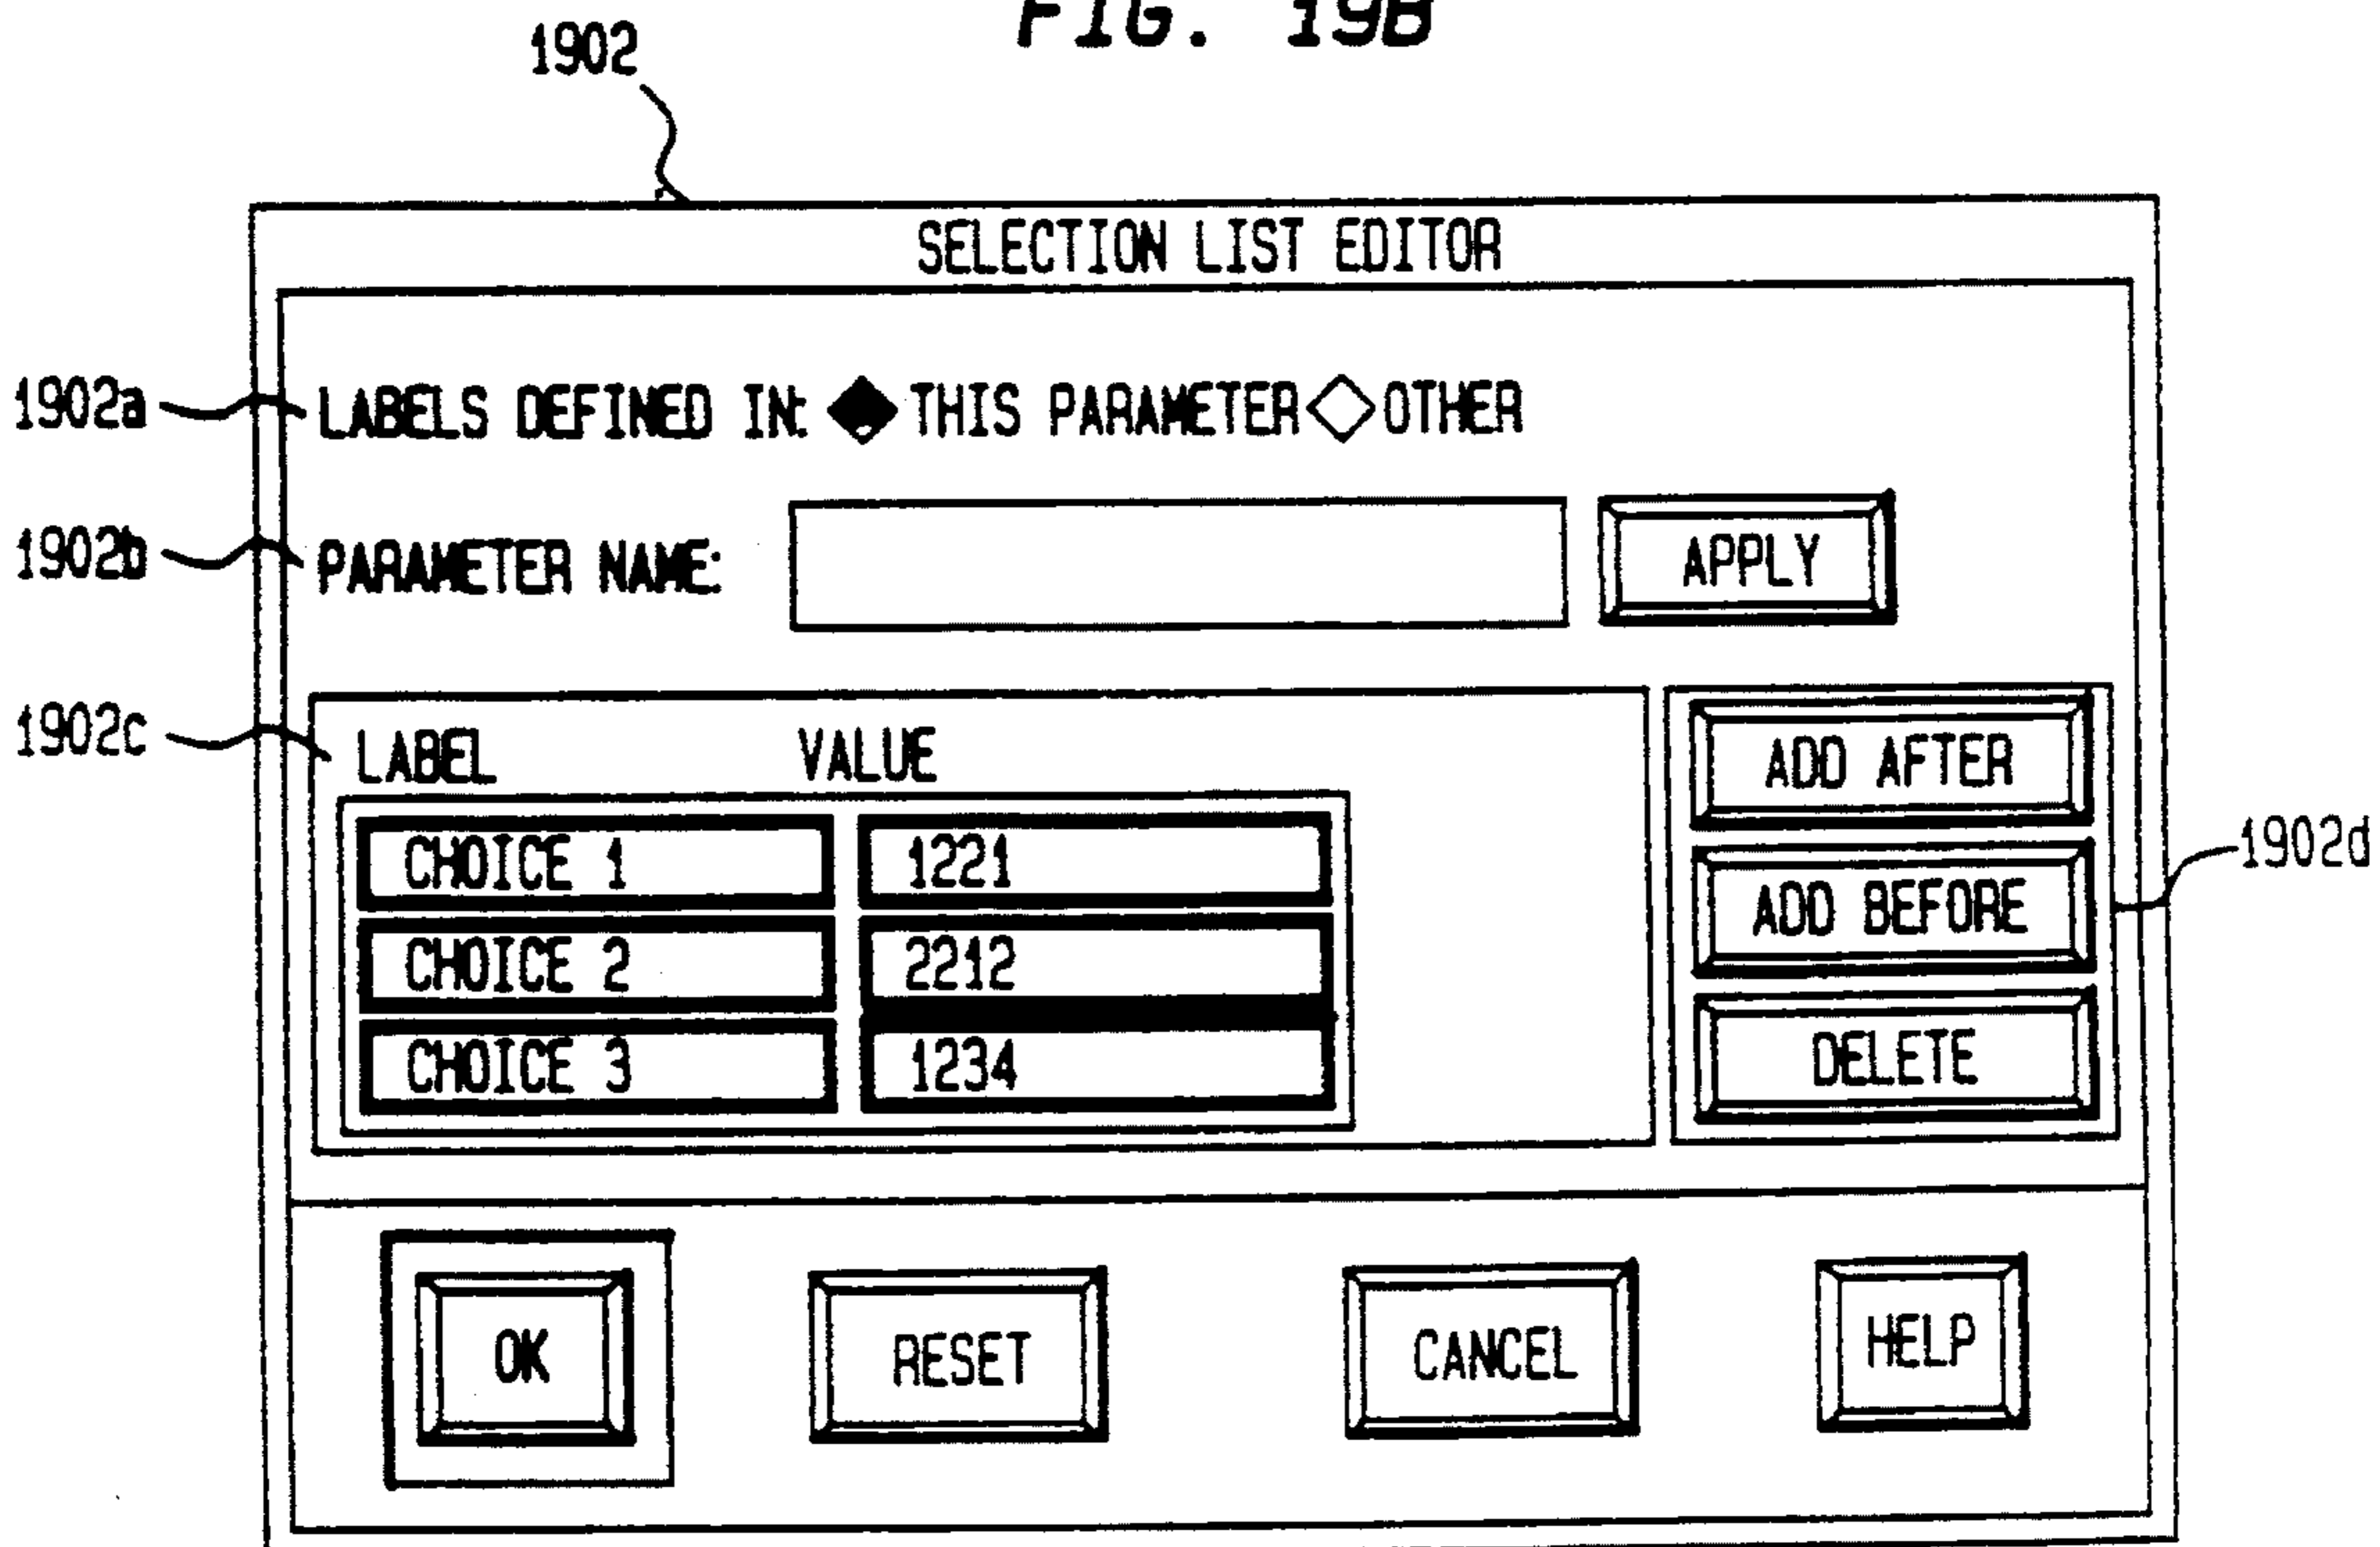 FIG. 19B
1902
SELECTION LIST EDITOR
1902a LABELS DEFINED IN: THIS PARAMETER OTHER
1902b PARAMETER NAME: APPLY
1902c LABEL VALUE ADD AFTER
CHOICE 1 1221 1902d
CHOICE 2 2212 ADD BEFORE
CHOICE 3 1234 DELETE
OK RESET CANCEL HELP